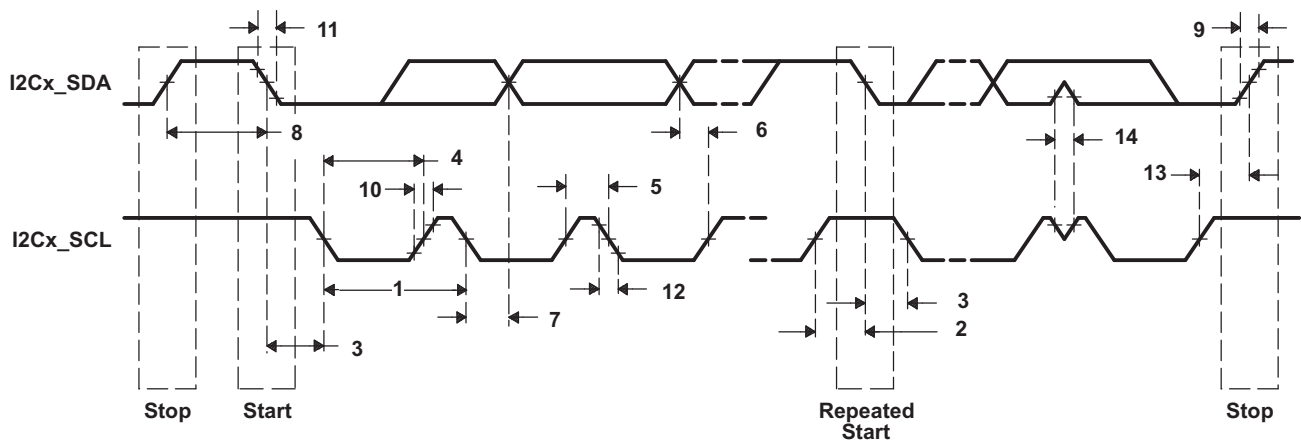 11
9
I2Cx_SDA
8
6
14
4
10
5
13
I2Cx_SCL
1
12
7
3
2
3
Stop
Start
Repeated
Start
Stop